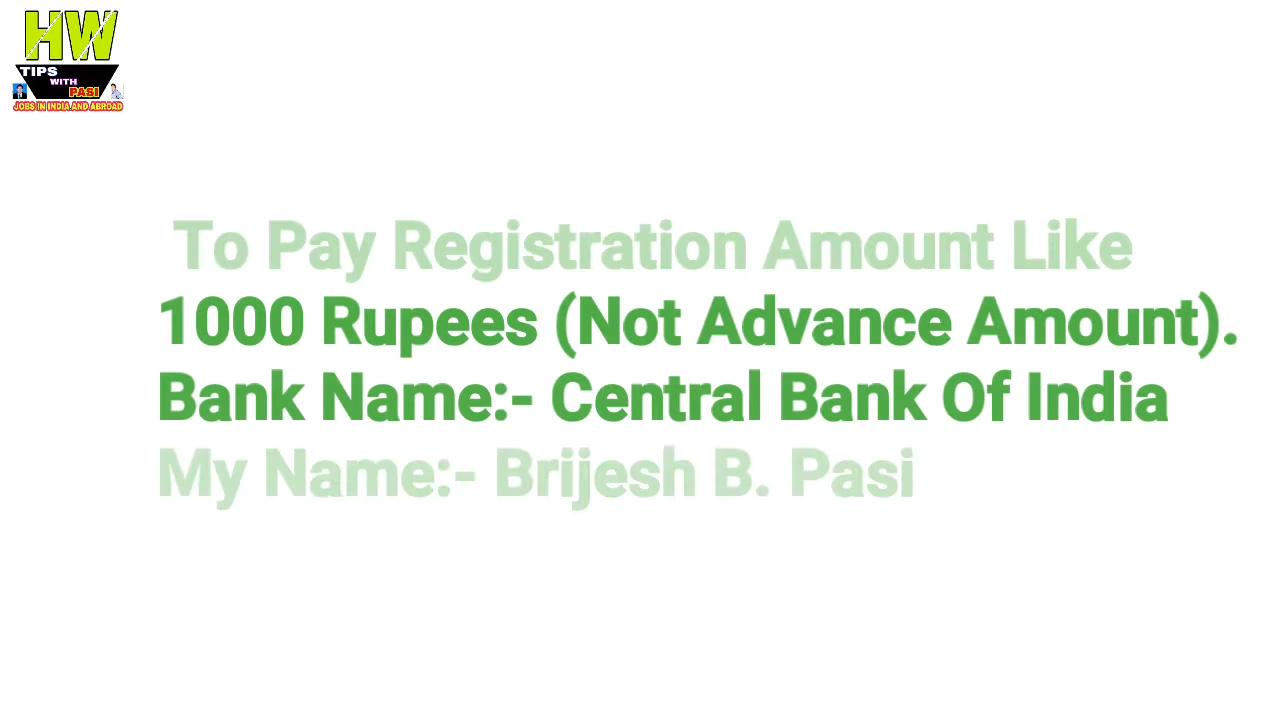 HW
TIPS
WITH
PASI
JOBS IN INDIA AND ABROAD
To Pay Registration Amount Like
1000 Rupees (Not Advance Amount).
Bank Name:- Central Bank Of India
My Name:- Brijesh B. Pasi